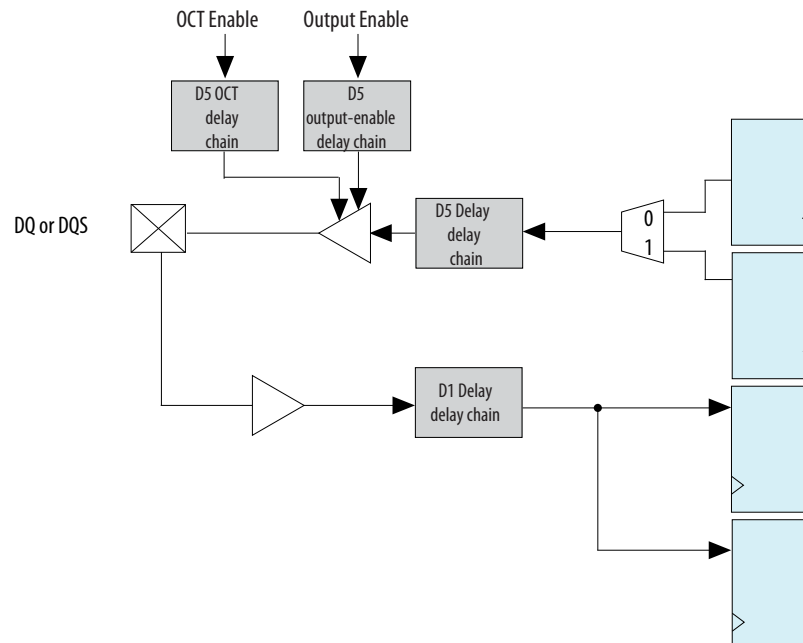 OCT Enable
Output Enable
D5 OCT
delay
chain
D5
output-enable
delay chain
DQ or DQS
D5 Delay
delay
chain
0
1
D1 Delay
delay chain